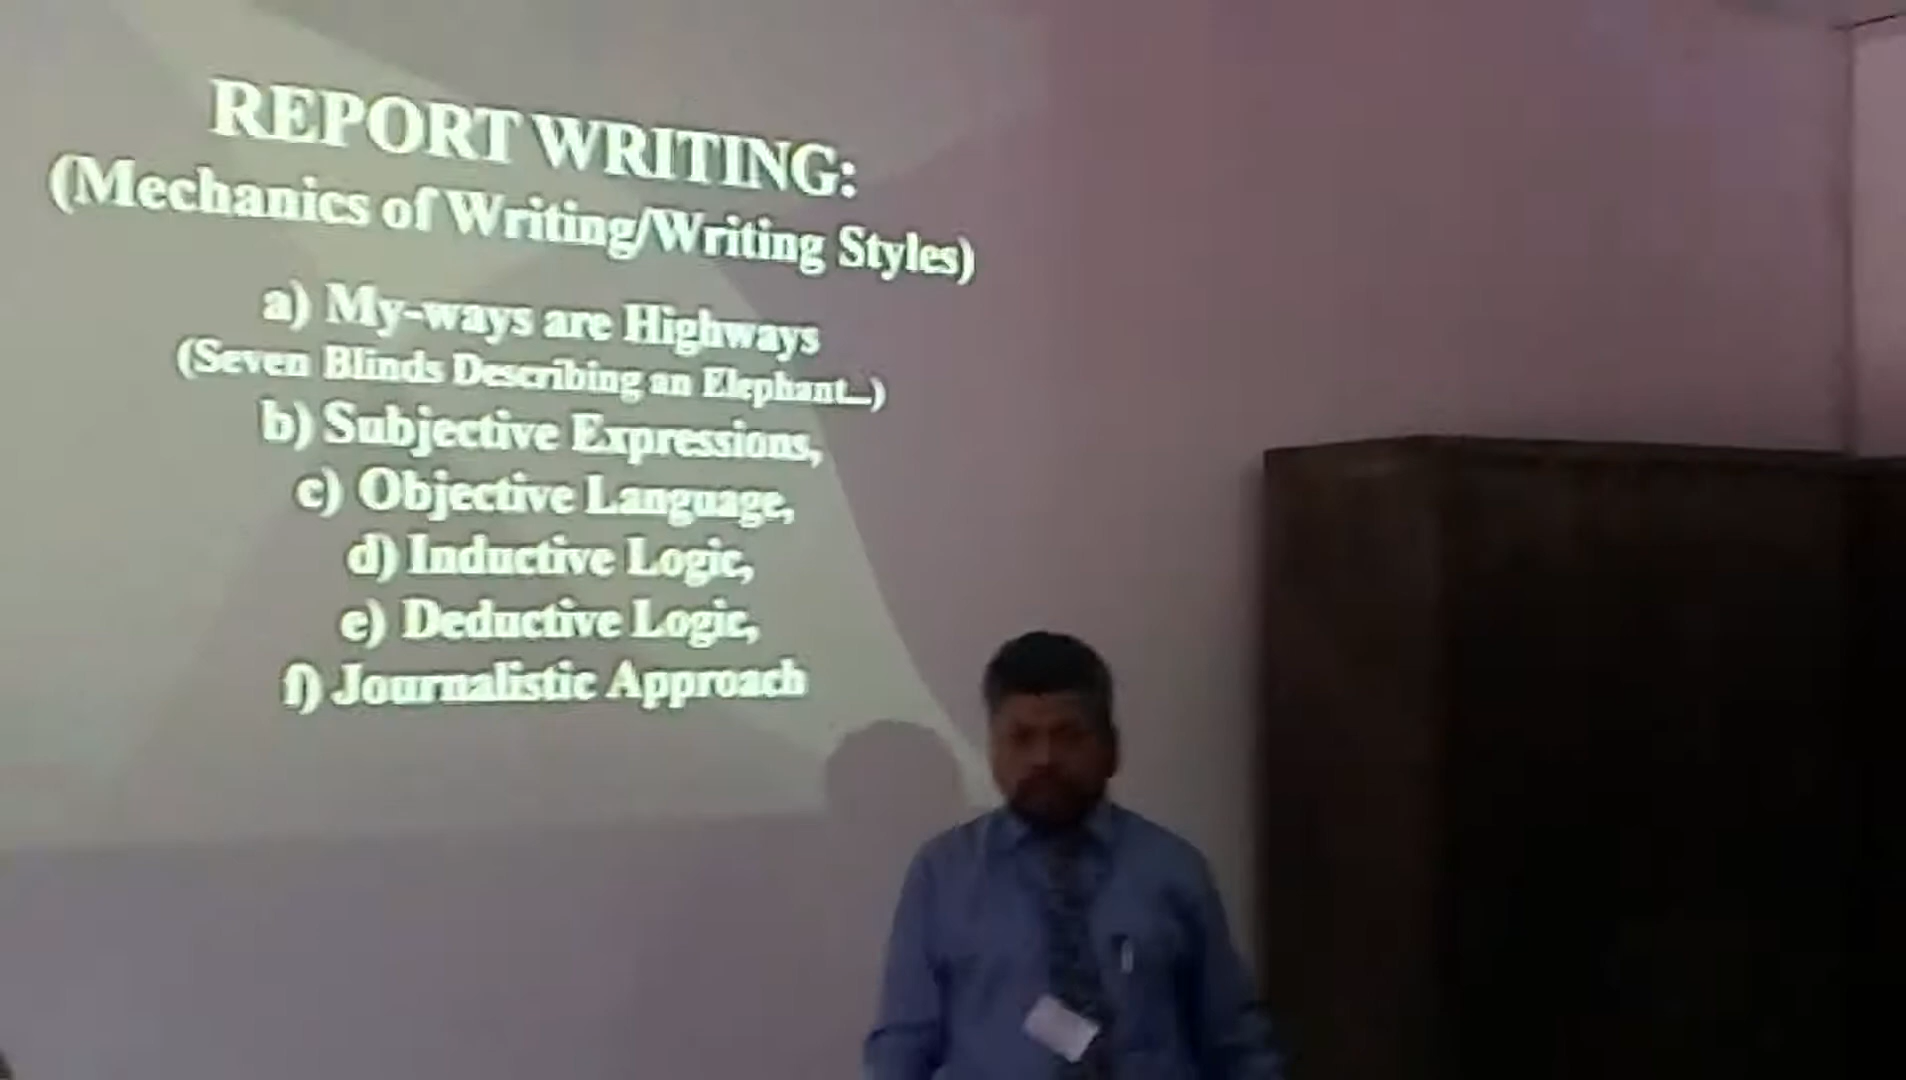 REPORT WRITING:
(Mechanics of Writing/Writing Styles)
a) My-ways are Highways
(Seven Blinds Describing an Elephant...)
b) Subjective Expressions,
c) Objective Language,
d) Inductive Logic,
e) Deductive Logic,
f) Journalistic Approach